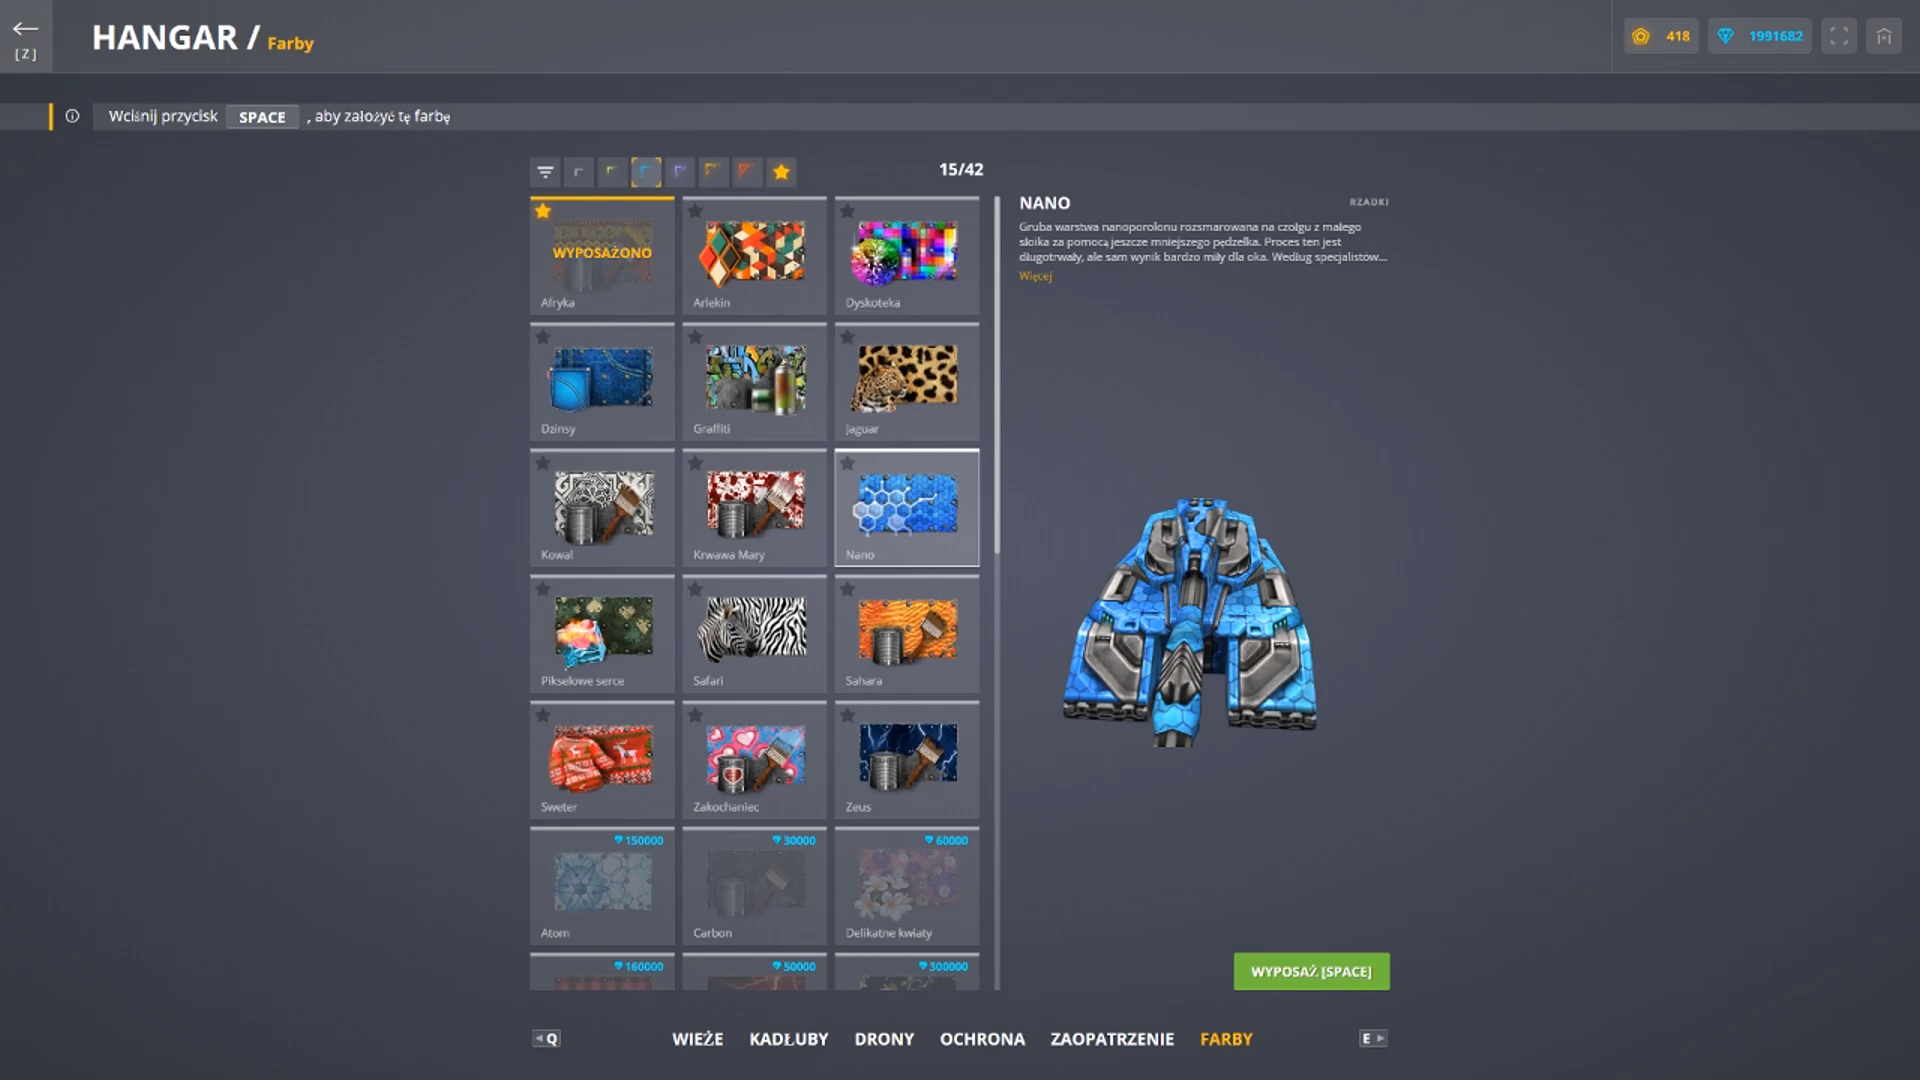 HANGAR / Farby
[Z]
418
1991682
Wciśnij przycisk SPACE , aby założyć tę farbę
15/42
NANO
RZADKI
Gruba warstwa nanoporolonu rozsmarowana na czołgu z małego
słoika za pomocą jeszcze mniejszego pędzelka. Proces ten jest
długotrwały, ale sam wynik bardzo miły dla oka. Według specjalistów...
Więcej
WYPOSAŻONO
Afryka
Arlekin
Dyskoteka
Dżinsy
Graffiti
Jaguar
Kowal
Krwawa Mary
Nano
Pikselowe serce
Safari
Sahara
Sweter
Zakochaniec
Zeus
150000
30000
60000
Atom
Carbon
Delikatne kwiaty
160000
50000
300000
WYPOSAŻ [SPACE]
Q
WIEŻE
KADŁUBY
DRONY
OCHRONA
ZAOPATRZENIE
FARBY
E